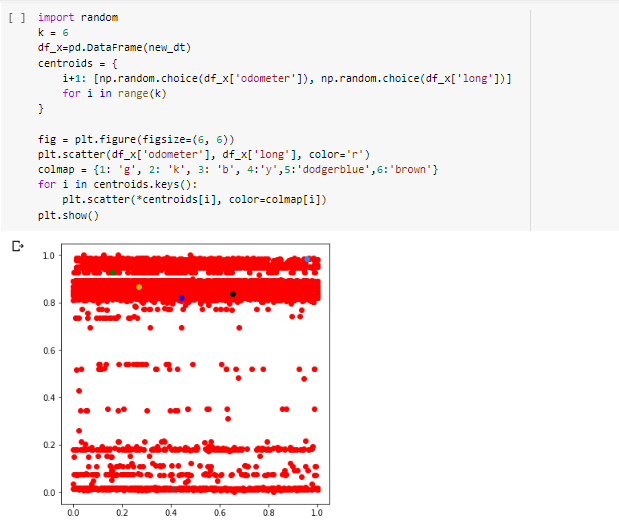 [ ] import random
k = 6
df_x=pd.DataFrame(new_dt)
centroids = {
    i+1: [np.random.choice(df_x['odometer']), np.random.choice(df_x['long'])]
    for i in range(k)
}
fig = plt.figure(figsize=(6, 6))
plt.scatter(df_x['odometer'], df_x['long'], color='r')
colmap = {1: 'g', 2: 'k', 3: 'b', 4:'y',5:'dodgerblue',6:'brown'}
for i in centroids.keys():
    plt.scatter(*centroids[i], color=colmap[i])
plt.show()
1.0
0.8
0.6
0.4
0.2
0.0
0.0 0.2 0.4 0.6 0.8 1.0